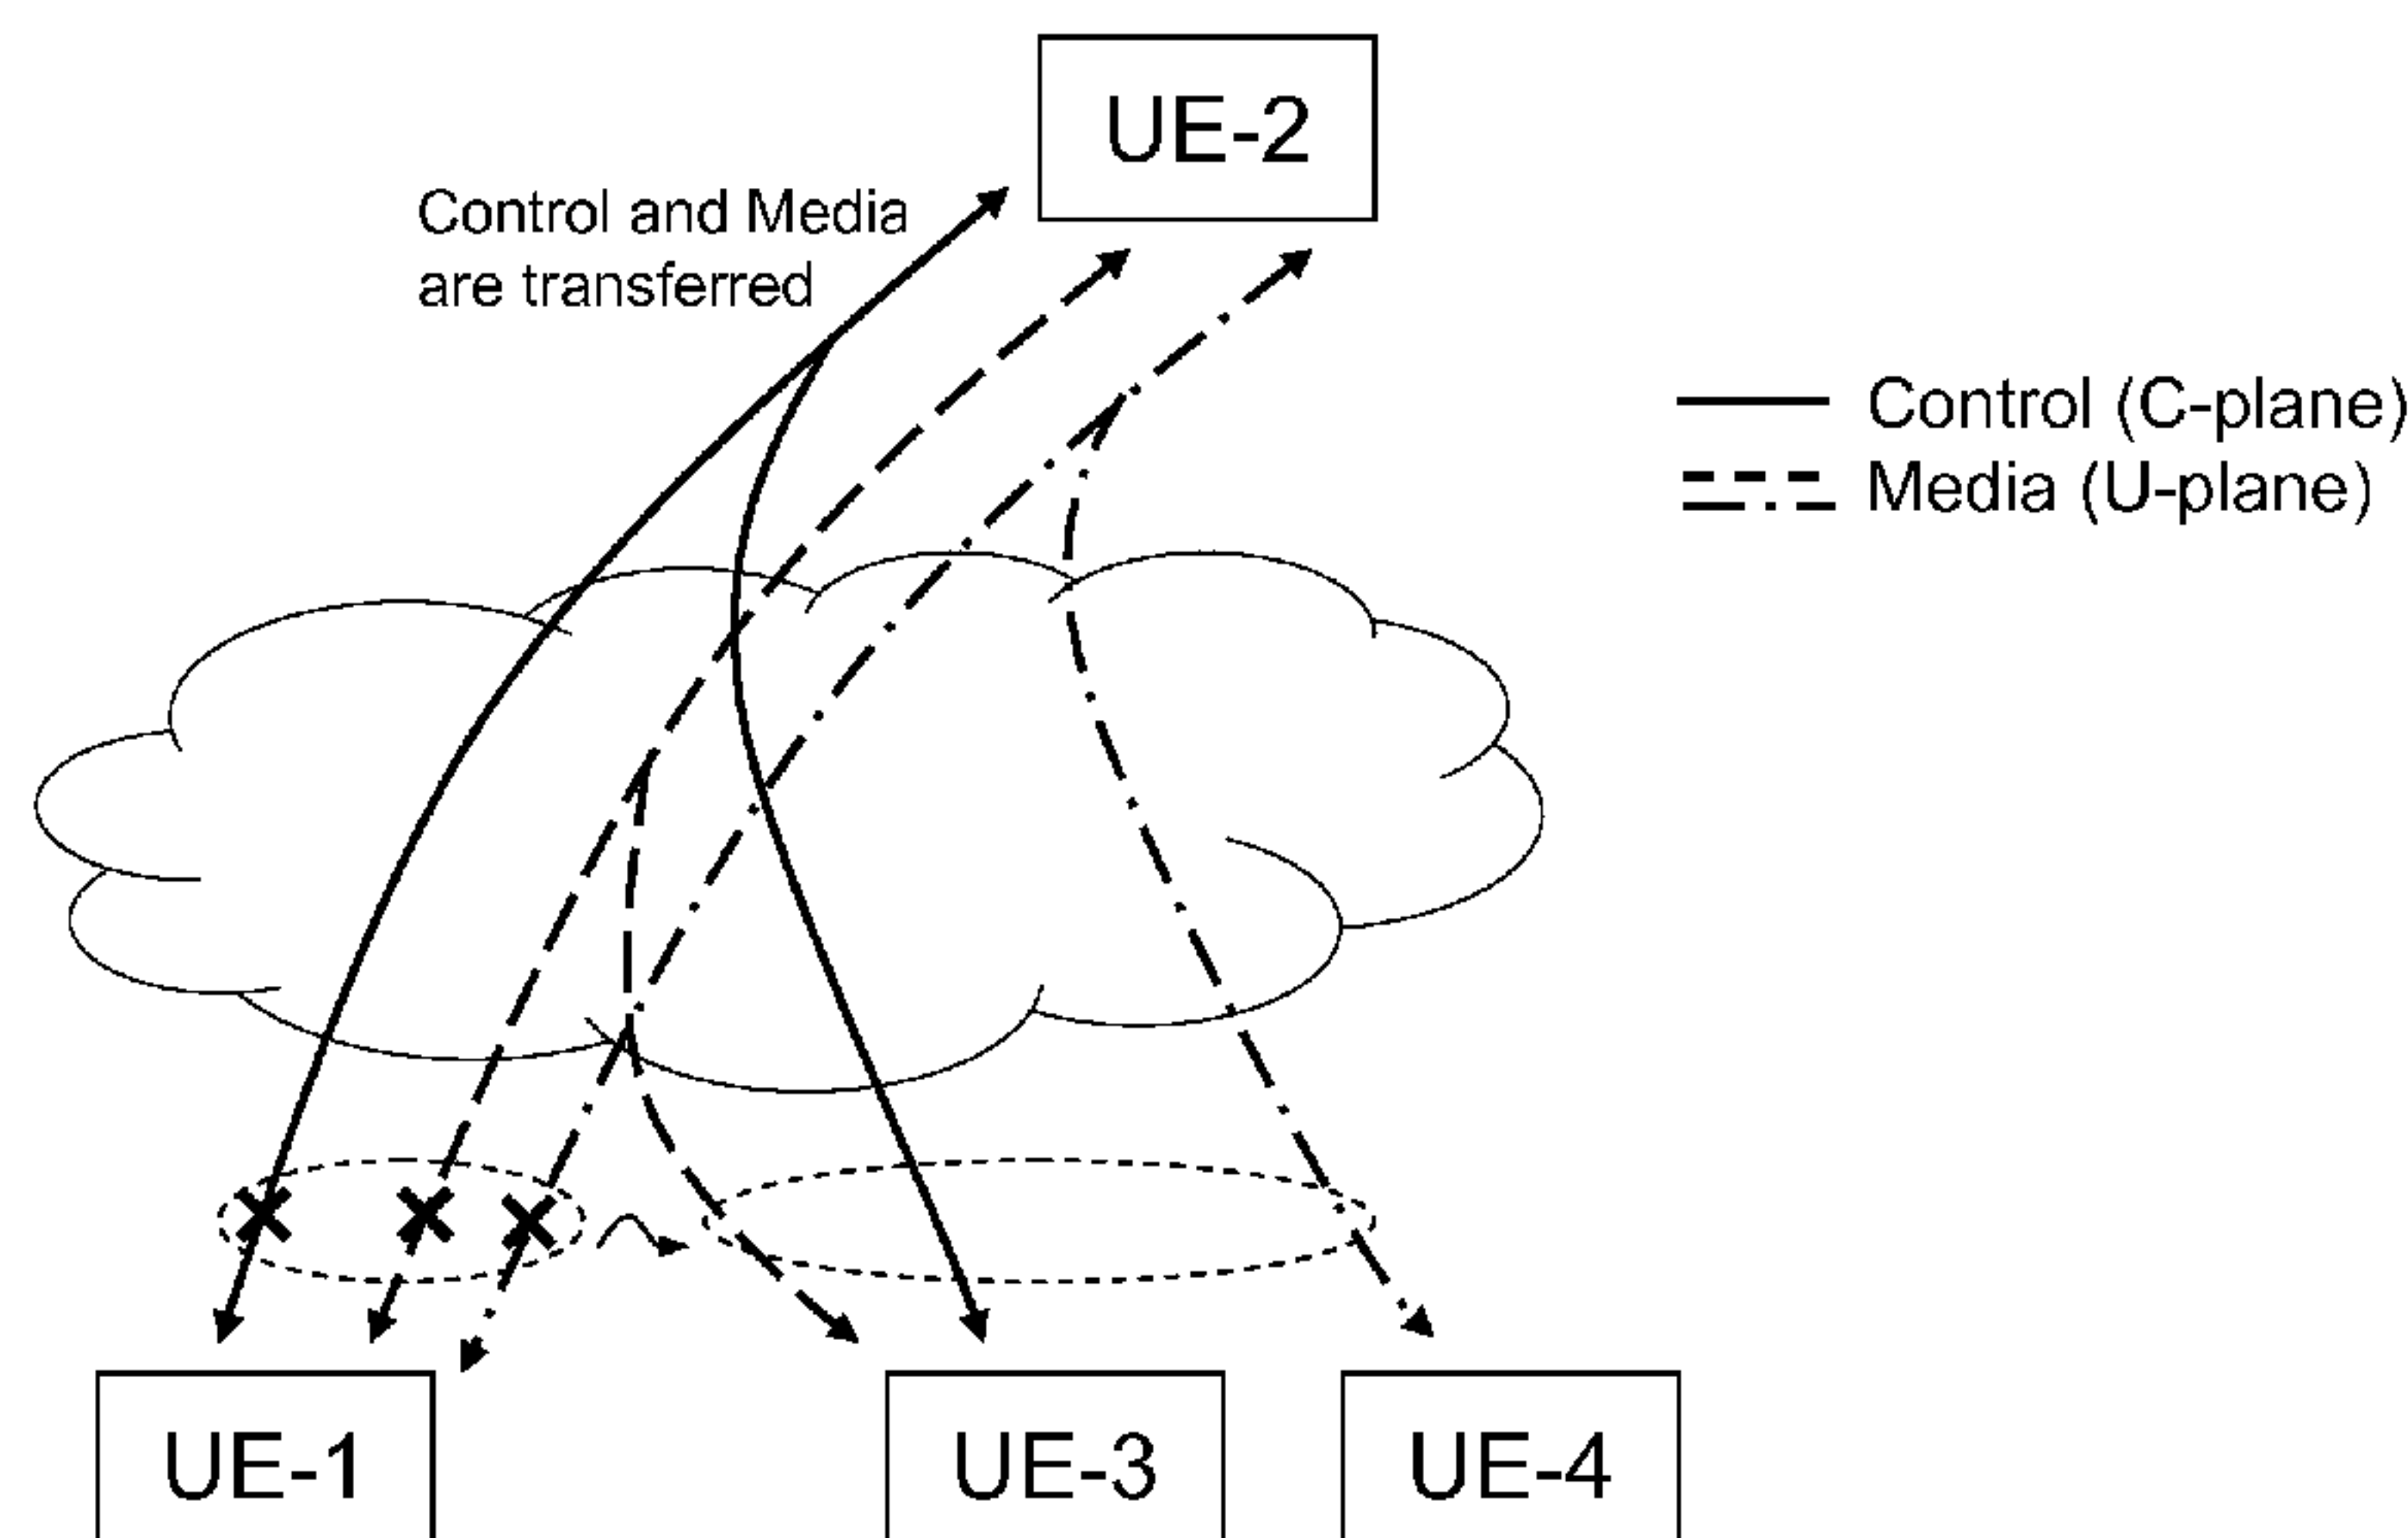 UE-2
Control and Media
are transferred
Control (C-plane)
Media (U-plane)
UE-1
UE-3
UE-4